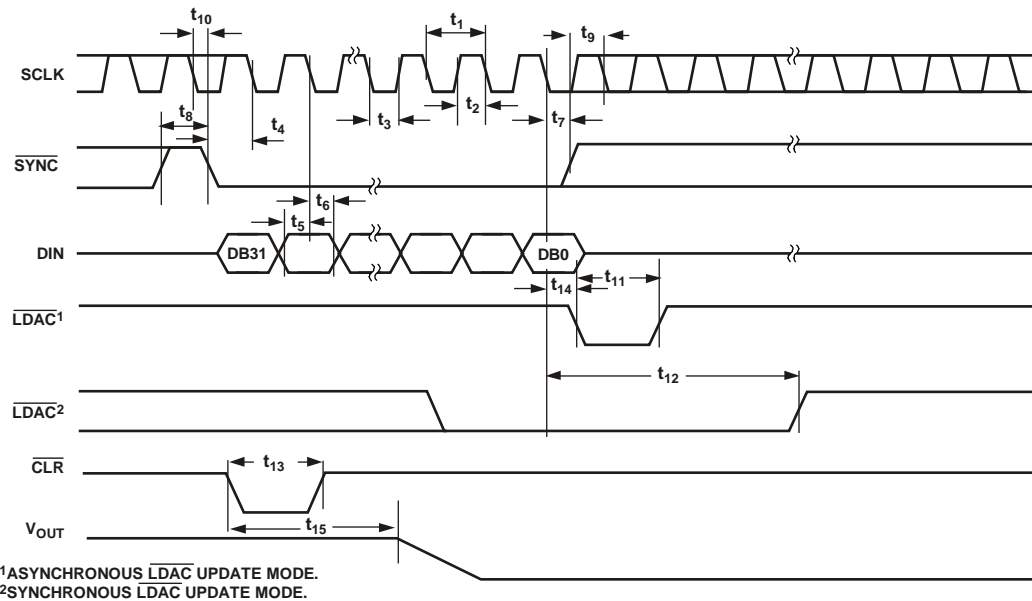 t10
t1
t9
SCLK
t8
t4
t3
t2
t7
SYNC
t5
t6
DIN
DB31
DB0
t14
t11
LDAC1
t12
LDAC2
CLR
t13
t15
VOUT
1ASYNCHRONOUS LDAC UPDATE MODE.
2SYNCHRONOUS LDAC UPDATE MODE.